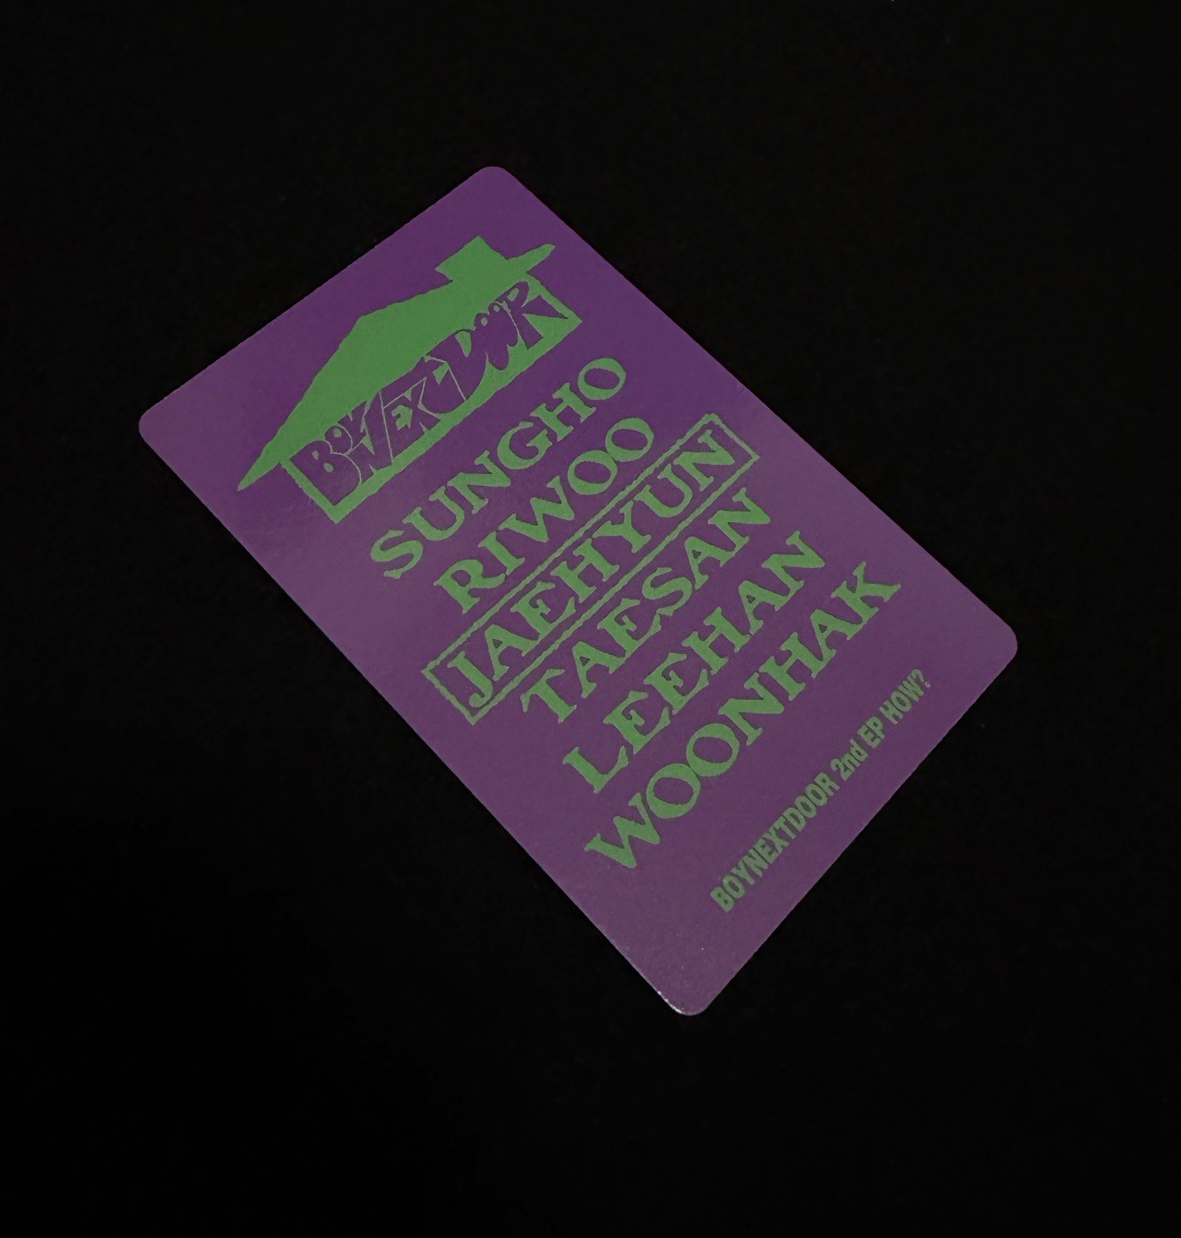 BOYNEXTDOOR
SUNGHO
RIWOO
JAEHYUN
TAESAN
LEEHAN
WOONHAK
BOYNEXTDOOR 2nd EP HOW?